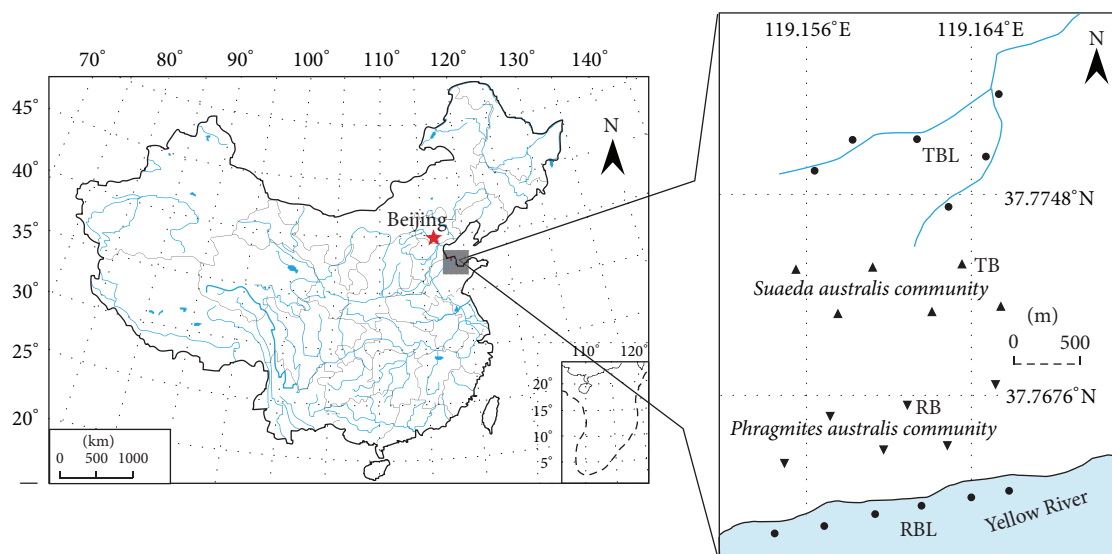 70° 80° 90° 100° 110° 120° 130° 140°
45°
40°
35°
30°
25°
20°
N
Beijing
(km)
0 500 1000
110° 120°
20°
15°
10°
5°
119.156°E 119.164°E
N
TBL
37.7748°N
TB
Suaeda australis community
(m)
0 500
37.7676°N
RB
Phragmites australis community
RBL
Yellow River